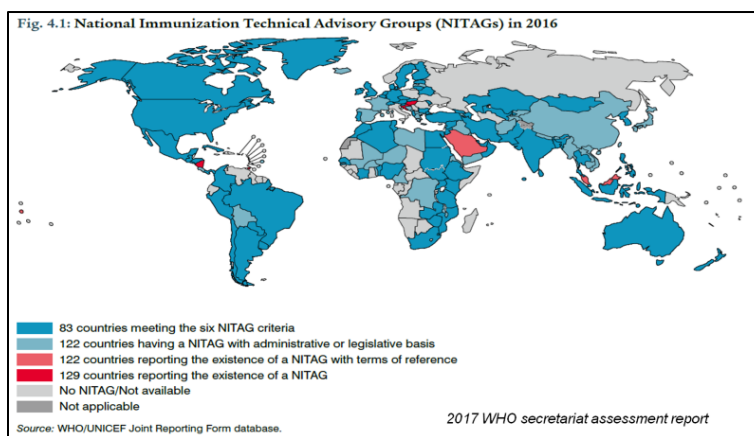 Fig. 4.1: National Immunization Technical Advisory Groups (NITAGs) in 2016
83 countries meeting the six NITAG criteria
122 countries having a NITAG with administrative or legislative basis
122 countries reporting the existence of a NITAG with terms of reference
129 countries reporting the existence of a NITAG
No NITAG/Not available
Not applicable
2017 WHO secretariat assessment report
Source: WHO/UNICEF Joint Reporting Form database.